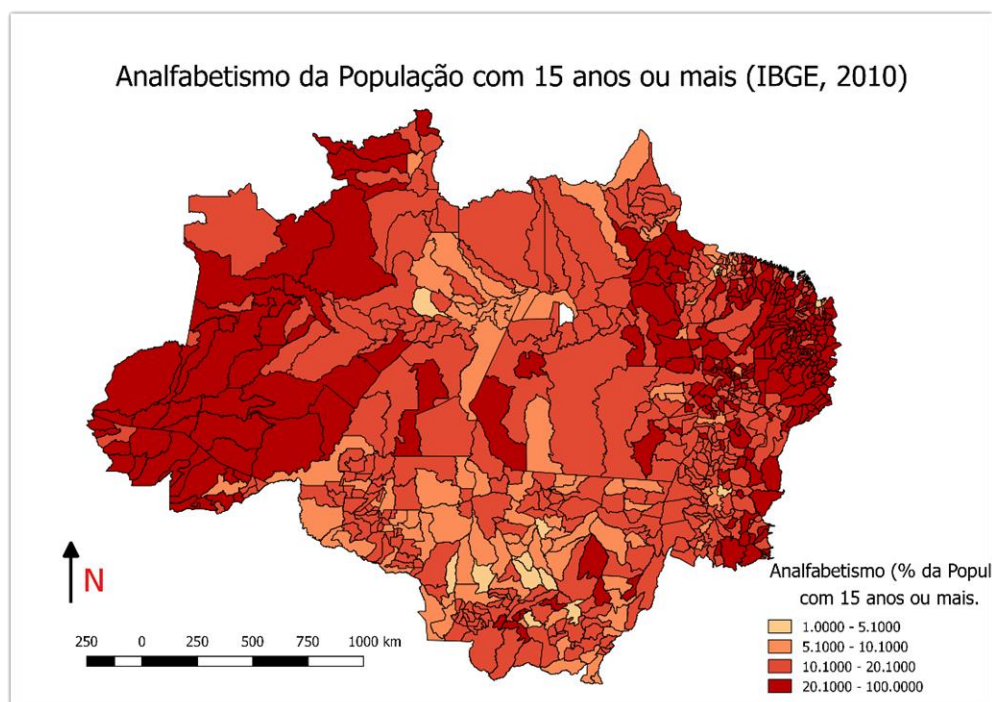 Analfabetismo da População com 15 anos ou mais (IBGE, 2010)
N
250 0 250 500 750 1000 km
Analfabetismo (% da Popul
com 15 anos ou mais.
1.0000 - 5.1000
5.1000 - 10.1000
10.1000 - 20.1000
20.1000 - 100.0000